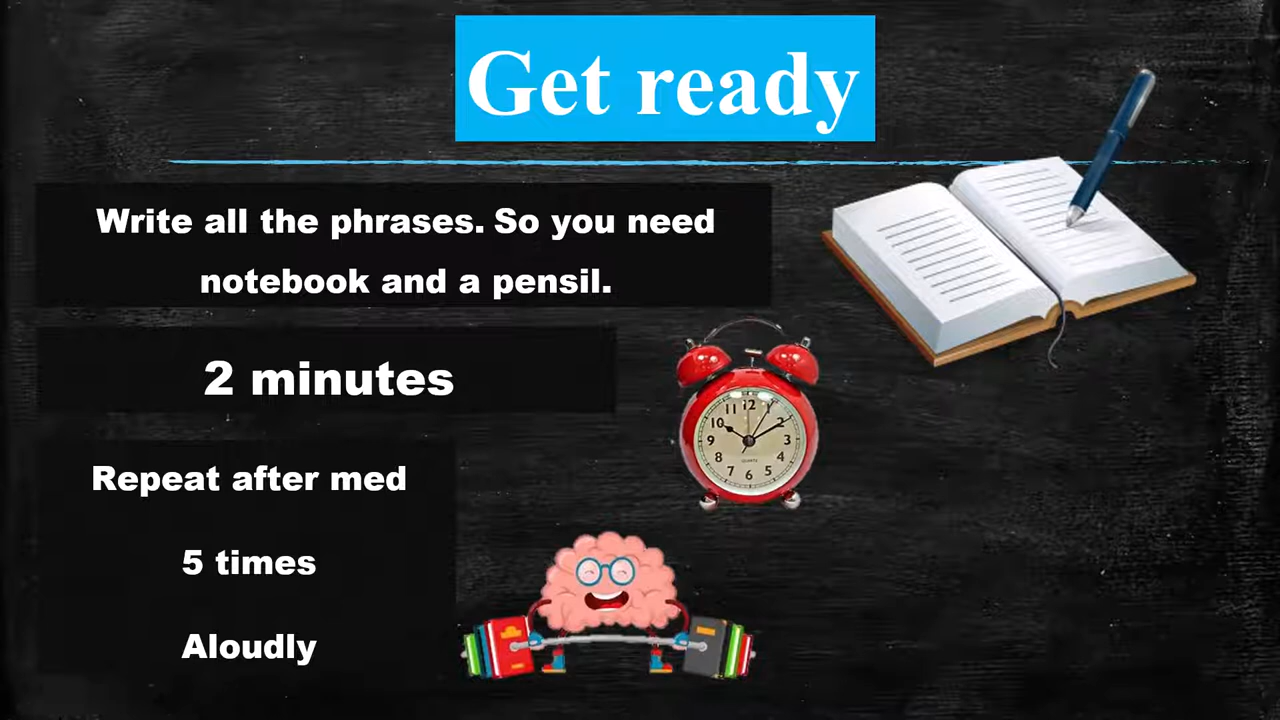 Get ready
Write all the phrases. So you need
notebook and a pensil.
2 minutes
Repeat after med
5 times
Aloudly